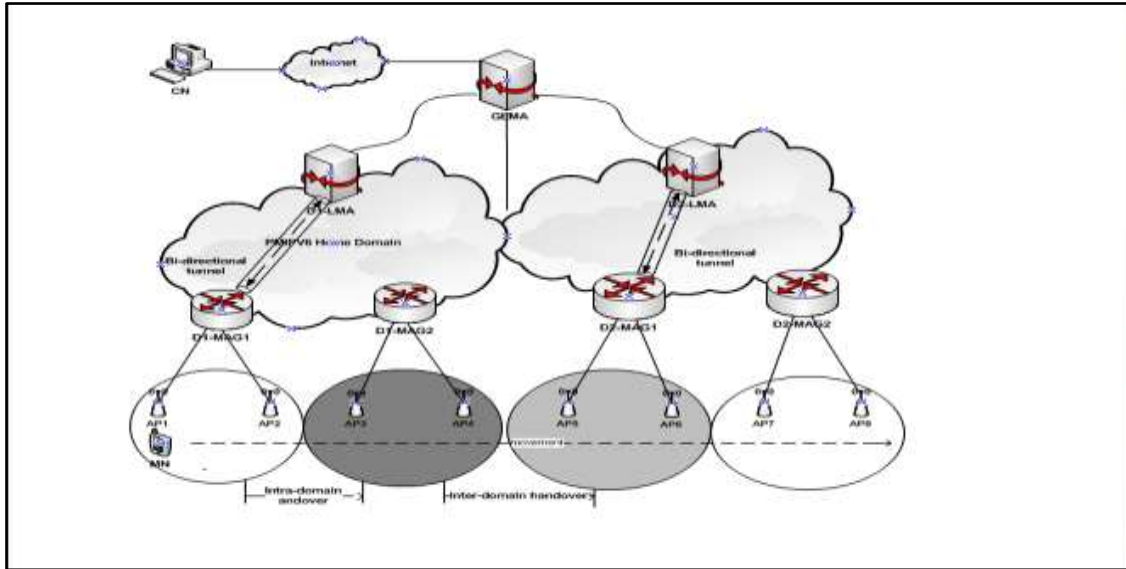 Internet
CN
GLMA
D1-LMA
D2-LMA
PMIPV6 Home Domain
Bi-directional
tunnel
Bi-directional
tunnel
D1-MAG1
D1-MAG2
D2-MAG1
D2-MAG2
AP1
AP2
AP3
AP4
AP5
AP6
AP7
AP8
MN
movement
Intra-domain
andover
Inter-domain handover